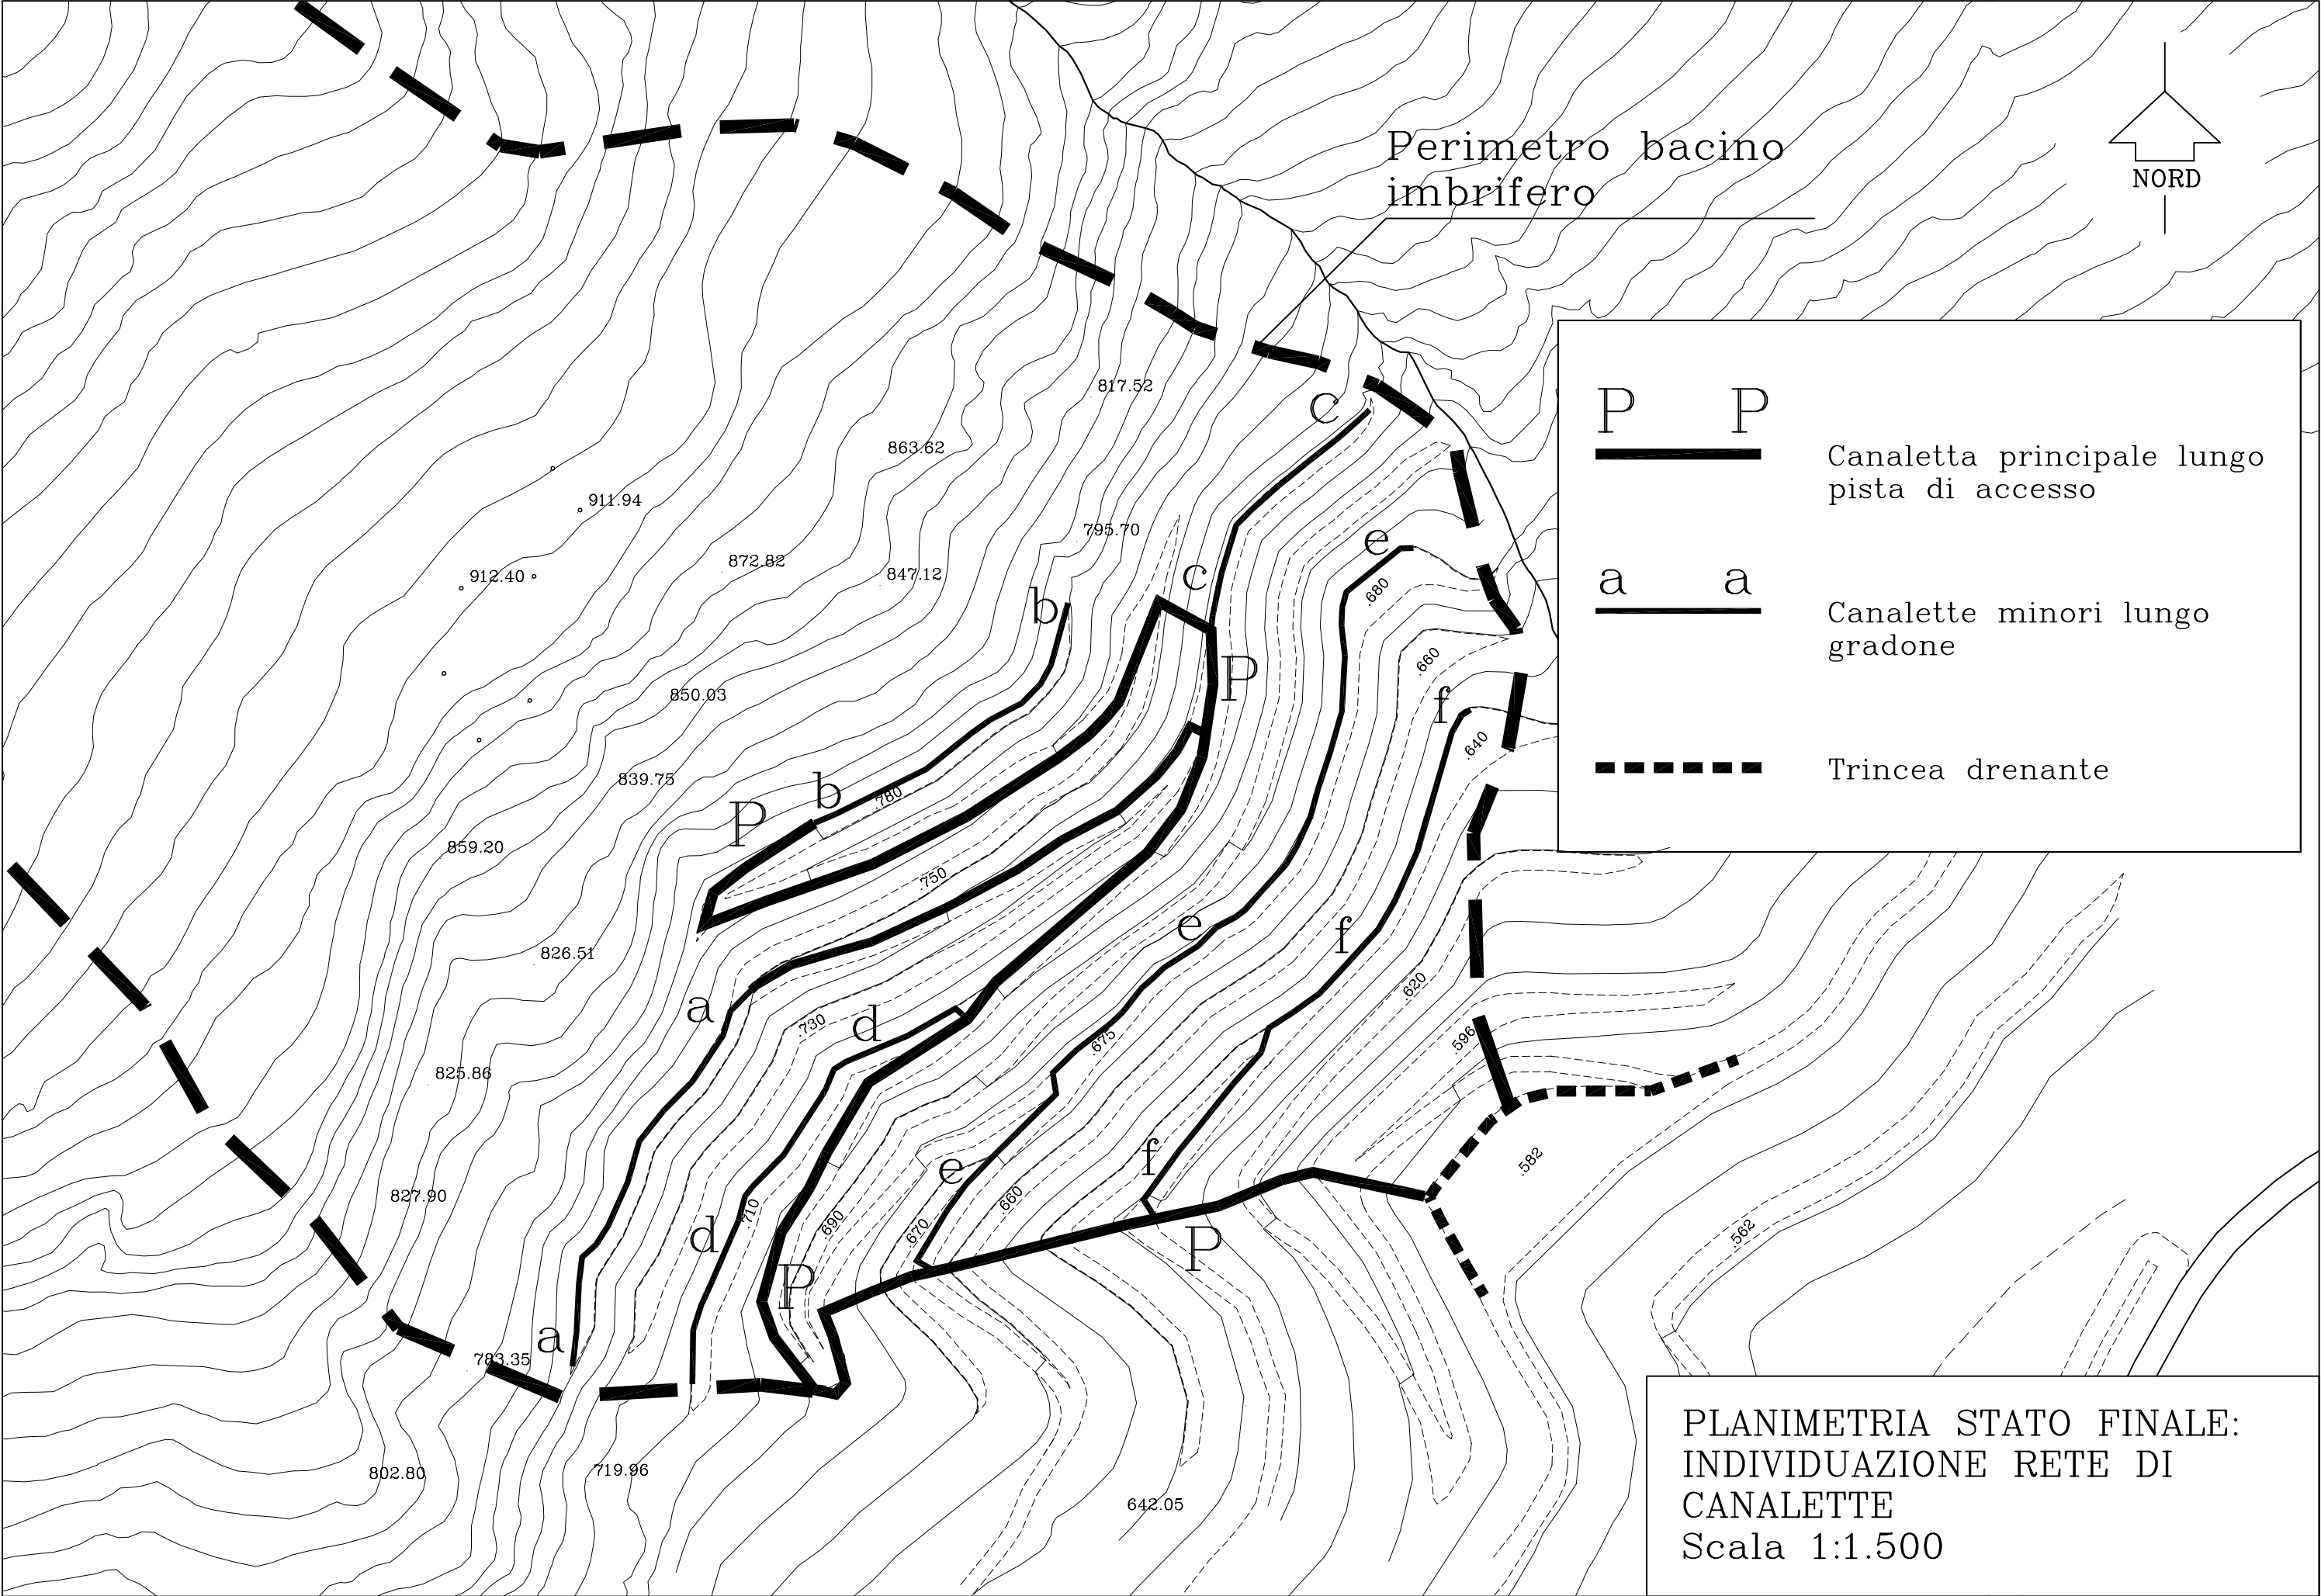 Perimetro bacino
imbrifero
NORD
817.52
c
863.62
P P
Canaletta principale lungo
pista di accesso
911.94
795.70
e
872.82
912.40
847.12
c
a a
Canalette minori lungo
gradone
b
.680
.660
P
850.03
f
.640
839.75
b
.780
P
Trincea drenante
859.20
.750
e
f
826.51
.620
a
d
.730
.675
.596
825.86
f
e
.582
827.90
.660
.710
.690
.670
d
P
.562
P
a
783.35
PLANIMETRIA STATO FINALE:
INDIVIDUAZIONE RETE DI
CANALETTE
Scala 1:1.500
802.80
719.96
642.05